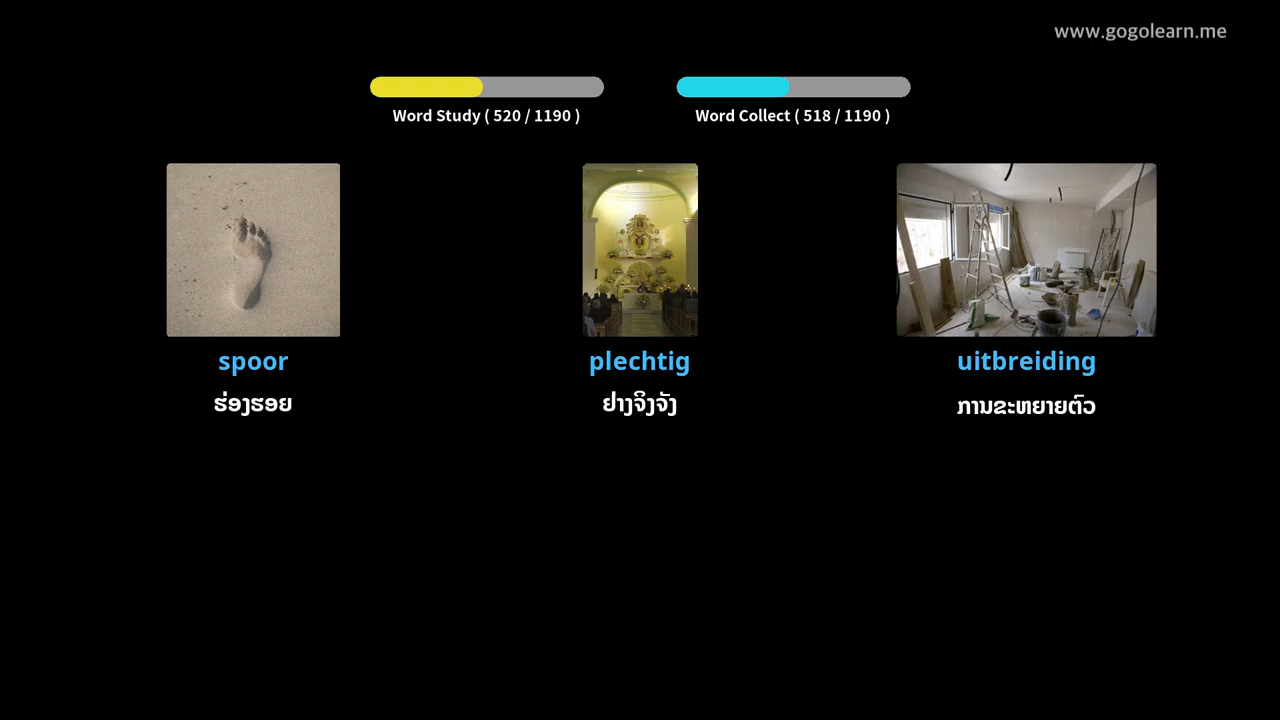 www.gogolearn.me
Word Study ( 520 / 1190 )
Word Collect ( 518 / 1190 )
spoor
plechtig
uitbreiding
ຮ່ອງຮອຍ
ຢ່າງຈິງຈັງ
ການຂະຫຍາຍຕົວ